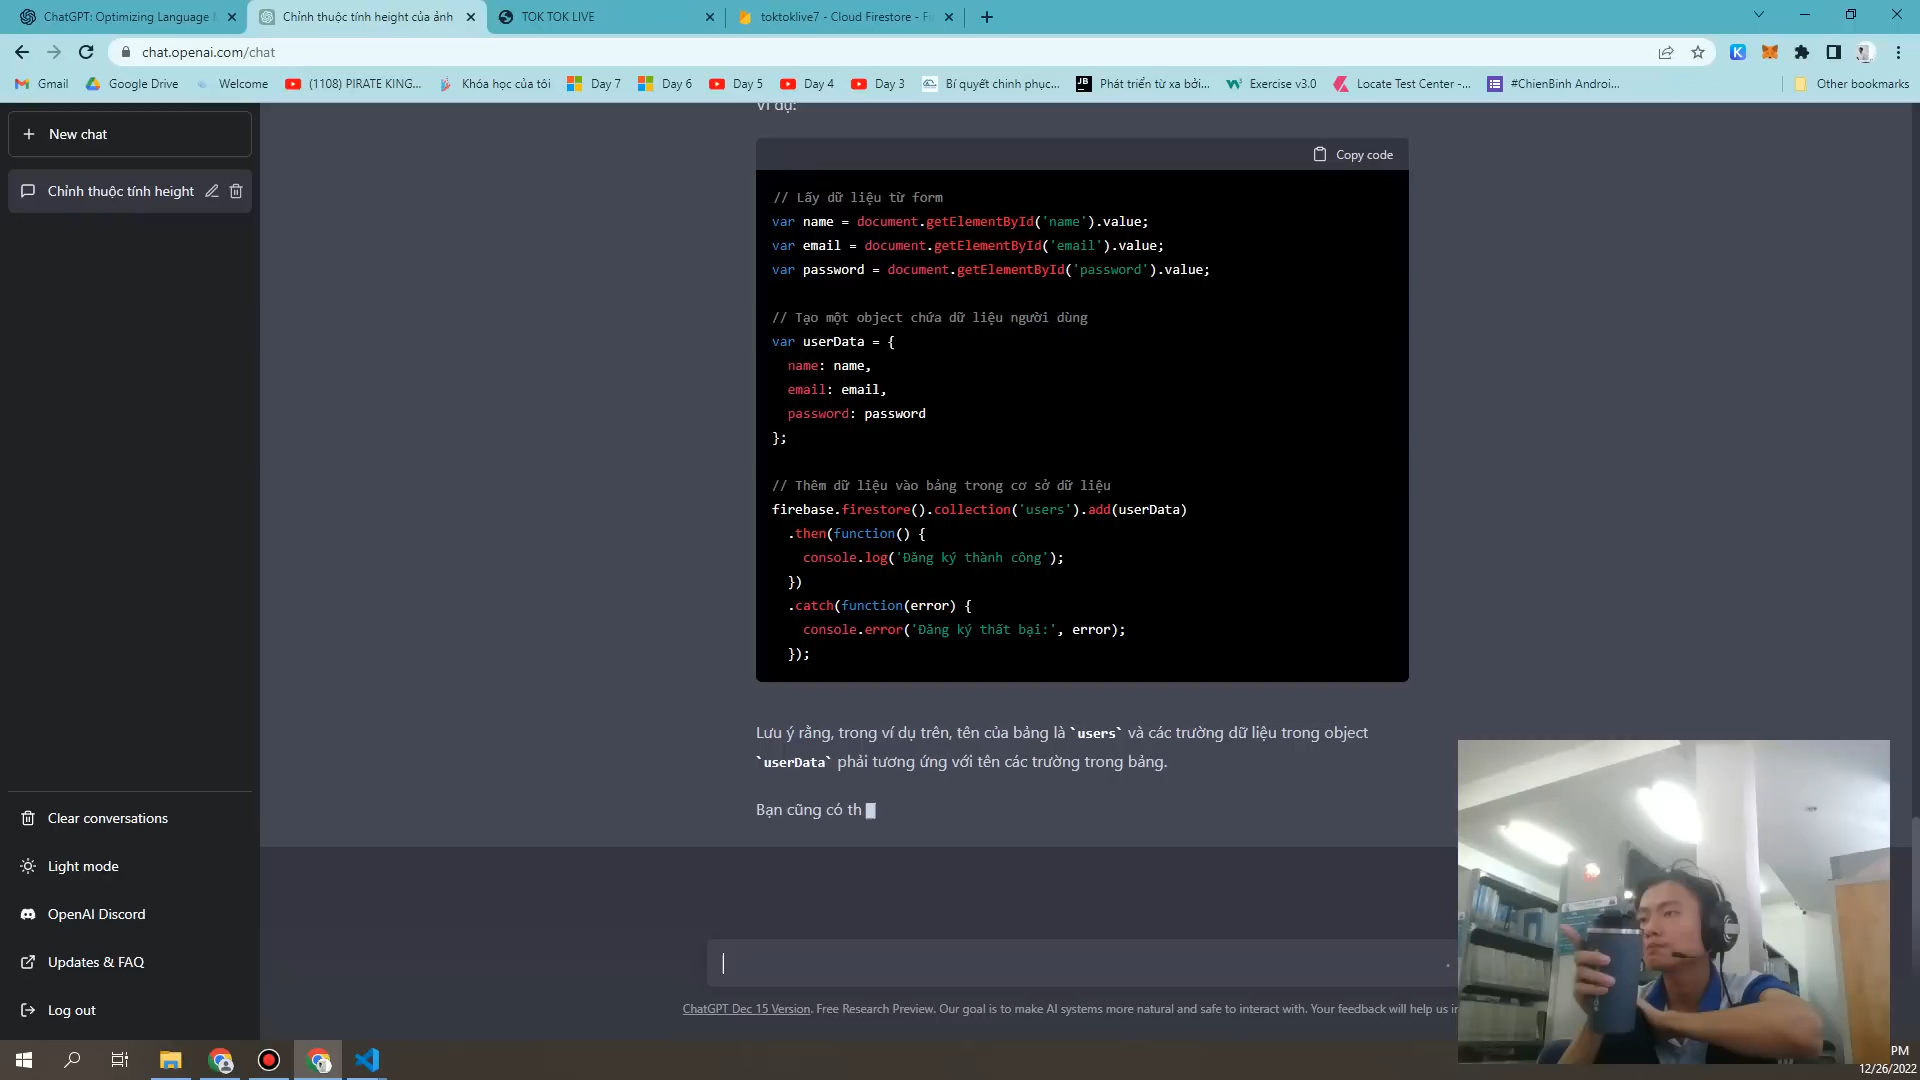 ChatGPT: Optimizing Language
Chỉnh thuộc tính height của ảnh
TOK TOK LIVE
toktoklive7 - Cloud Firestore - Fi
chat.openai.com/chat
Gmail
Google Drive
Welcome
(1108) PIRATE KING...
Khóa học của tôi
Day 7
Day 6
Day 5
Day 4
Day 3
Bí quyết chinh phục...
Phát triển từ xa bởi...
Exercise v3.0
Locate Test Center -...
#ChienBinh Androi...
Other bookmarks
New chat
Chỉnh thuộc tính height
Ví dụ:
Copy code
// Lấy dữ liệu từ form
var name = document.getElementById('name').value;
var email = document.getElementById('email').value;
var password = document.getElementById('password').value;
// Tạo một object chứa dữ liệu người dùng
var userData = {
name: name,
email: email,
password: password
};
// Thêm dữ liệu vào bảng trong cơ sở dữ liệu
firebase.firestore().collection('users').add(userData)
.then(function() {
console.log('Đăng ký thành công');
})
.catch(function(error) {
console.error('Đăng ký thất bại:', error);
});
Lưu ý rằng, trong ví dụ trên, tên của bảng là `users` và các trường dữ liệu trong object
`userData` phải tương ứng với tên các trường trong bảng.
Bạn cũng có th
Clear conversations
Light mode
OpenAI Discord
Updates & FAQ
Log out
ChatGPT Dec 15 Version. Free Research Preview. Our goal is to make AI systems more natural and safe to interact with. Your feedback will help us
PM
12/26/2022